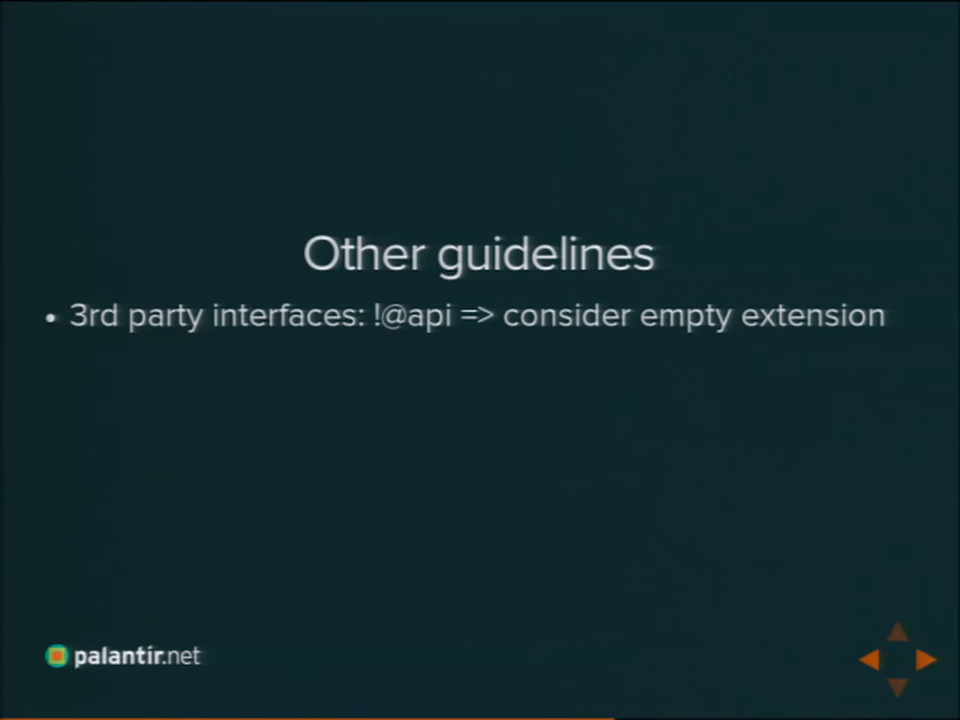 Other guidelines
• 3rd party interfaces: !@api => consider empty extension
palantir.net